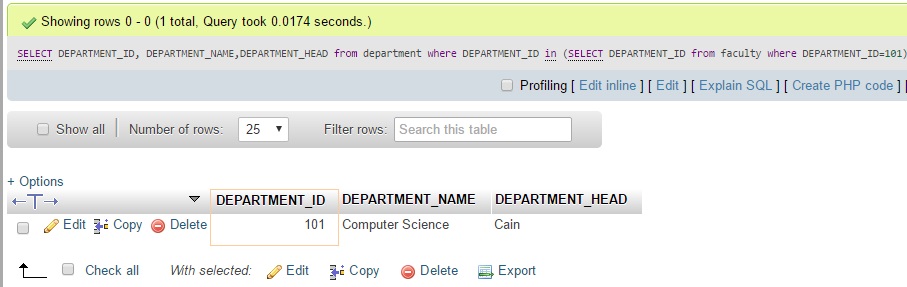 Showing rows 0 - 0 (1 total, Query took 0.0174 seconds.)
SELECT DEPARTMENT_ID, DEPARTMENT_NAME,DEPARTMENT_HEAD from department where DEPARTMENT_ID in (SELECT DEPARTMENT_ID from faculty where DEPARTMENT_ID=101)
Profiling [ Edit inline ] [ Edit ] [ Explain SQL ] [ Create PHP code ] [
Show all Number of rows: 25 Filter rows: Search this table
+ Options
DEPARTMENT_ID DEPARTMENT_NAME DEPARTMENT_HEAD
Edit Copy Delete 101 Computer Science Cain
Check all With selected: Edit Copy Delete Export